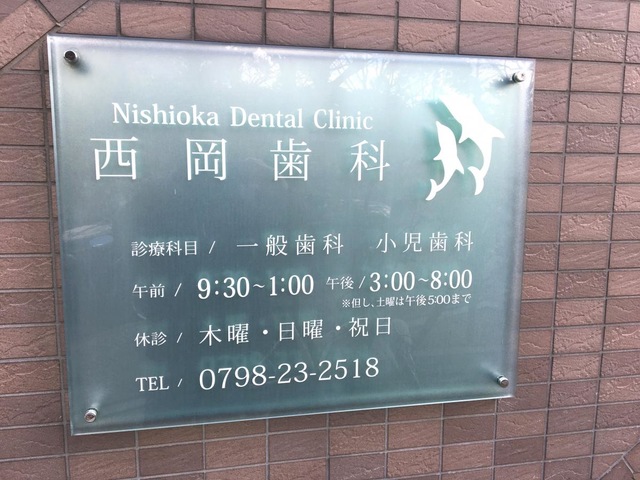 Nishioka Dental Clinic
西岡歯科
診療科目 / 一般歯科 小児歯科
午前 / 9:30~1:00 午後 / 3:00~8:00
※但し、土曜は午後5:00まで
休診 / 木曜・日曜・祝日
TEL / 0798-23-2518